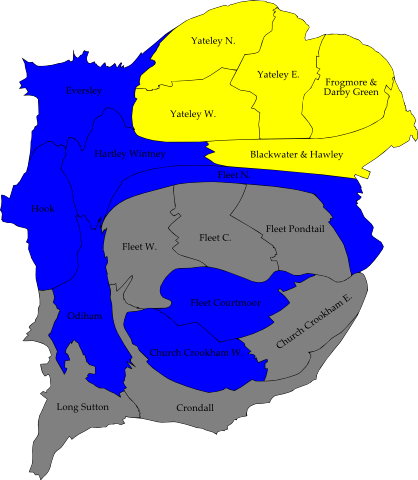 Yateley N.
Yateley E.
Frogmore &
Darby Green
Eversley
Yateley W.
Hartley Wintney
Blackwater & Hawley
Fleet N.
Hook
Fleet W.
Fleet C.
Fleet Pondtail
Fleet Courtmoor
Odiham
Church Crookham E.
Church Crookham W.
Long Sutton
Crondall